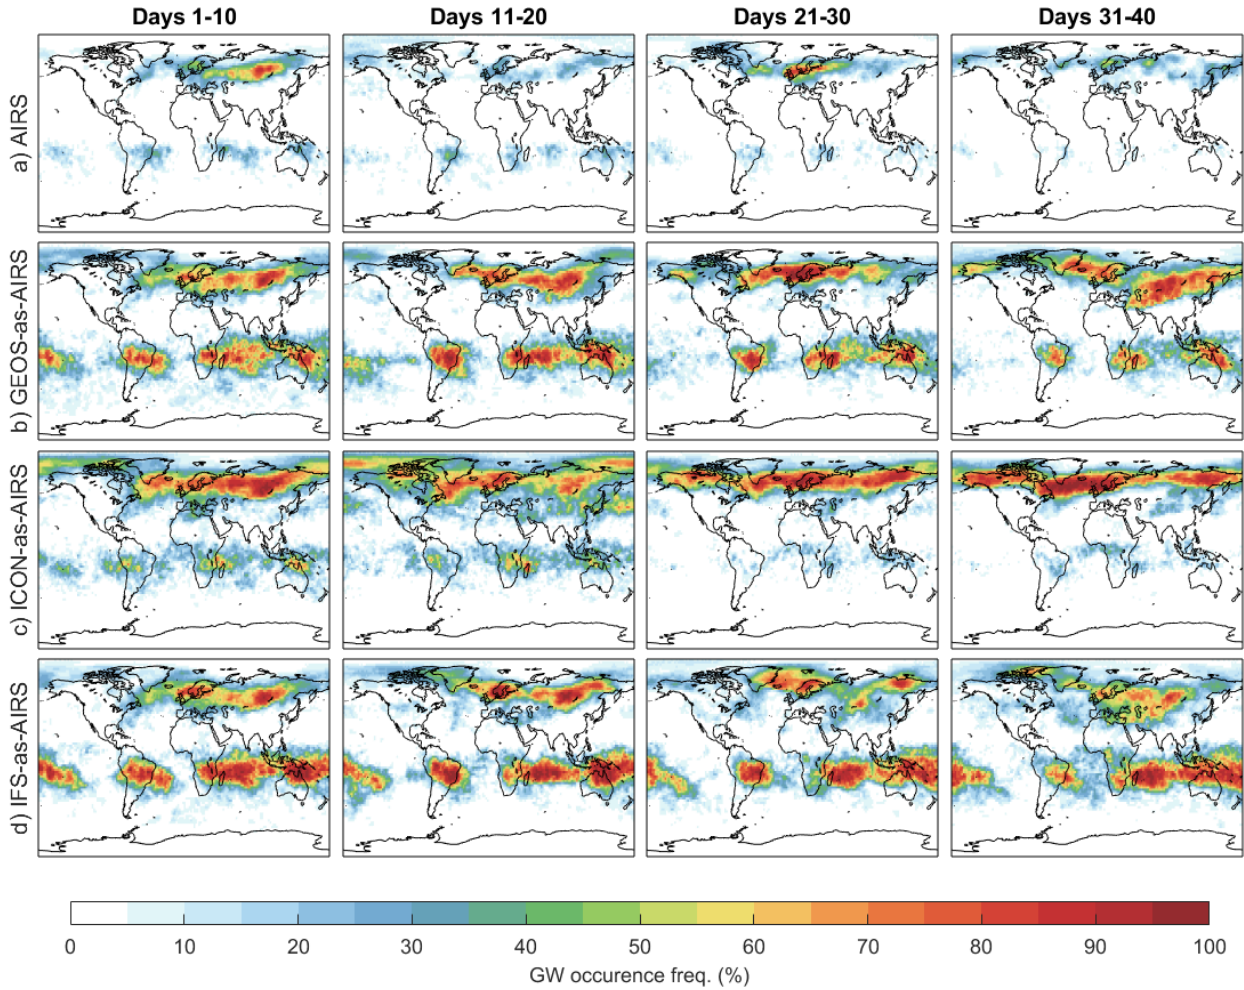 Days 1-10 Days 11-20 Days 21-30 Days 31-40
a) AIRS
b) GEOS-as-AIRS
c) ICON-as-AIRS
d) IFS-as-AIRS
0 10 20 30 40 50 60 70 80 90 100
GW occurence freq. (%)